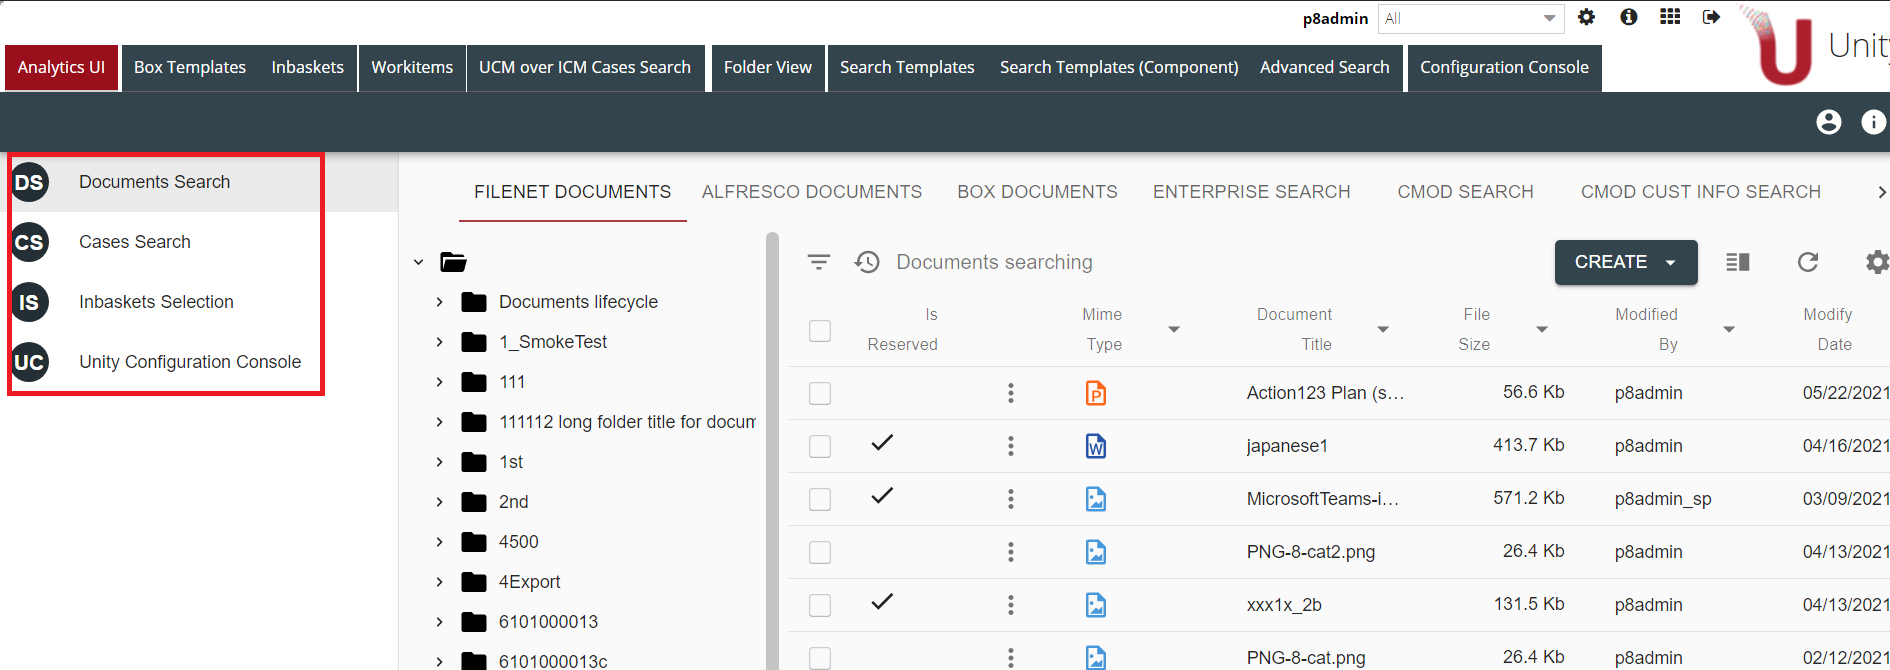 p8admin All
Unity
Analytics UI Box Templates Inbaskets Workitems UCM over ICM Cases Search Folder View Search Templates Search Templates (Component) Advanced Search Configuration Console
DS Documents Search
CS Cases Search
IS Inbaskets Selection
UC Unity Configuration Console
FILENET DOCUMENTS ALFRESCO DOCUMENTS BOX DOCUMENTS ENTERPRISE SEARCH CMOD SEARCH CMOD CUST INFO SEARCH
Documents lifecycle
1_SmokeTest
111
111112 long folder title for docum
1st
2nd
4500
4Export
6101000013
6101000013c
Documents searching CREATE
Is Reserved Mime Type Document Title File Size Modified By Modify Date
Action123 Plan (s… 56.6 Kb p8admin 05/22/2021
japanese1 413.7 Kb p8admin 04/16/2021
MicrosoftTeams-i… 571.2 Kb p8admin_sp 03/09/2021
PNG-8-cat2.png 26.4 Kb p8admin 04/13/2021
xxx1x_2b 131.5 Kb p8admin 04/13/2021
PNG-8-cat.png 26.4 Kb p8admin 02/12/2021